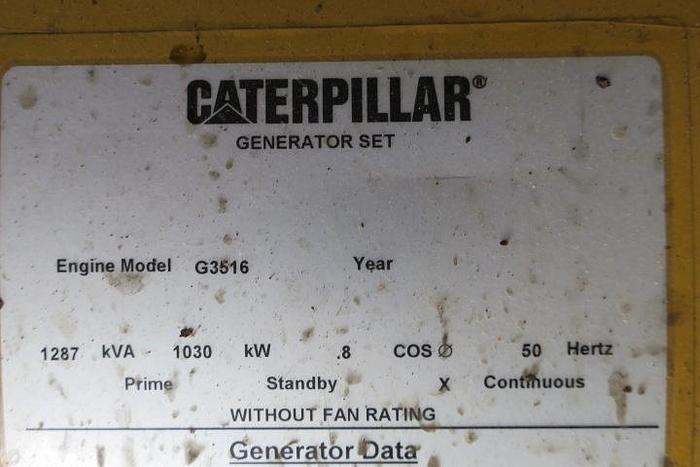 CATERPILLAR®
GENERATOR SET
Engine Model G3516 Year
1287 kVA - 1030 kW .8 COS Ø 50 Hertz
Prime Standby X Continuous
WITHOUT FAN RATING
Generator Data